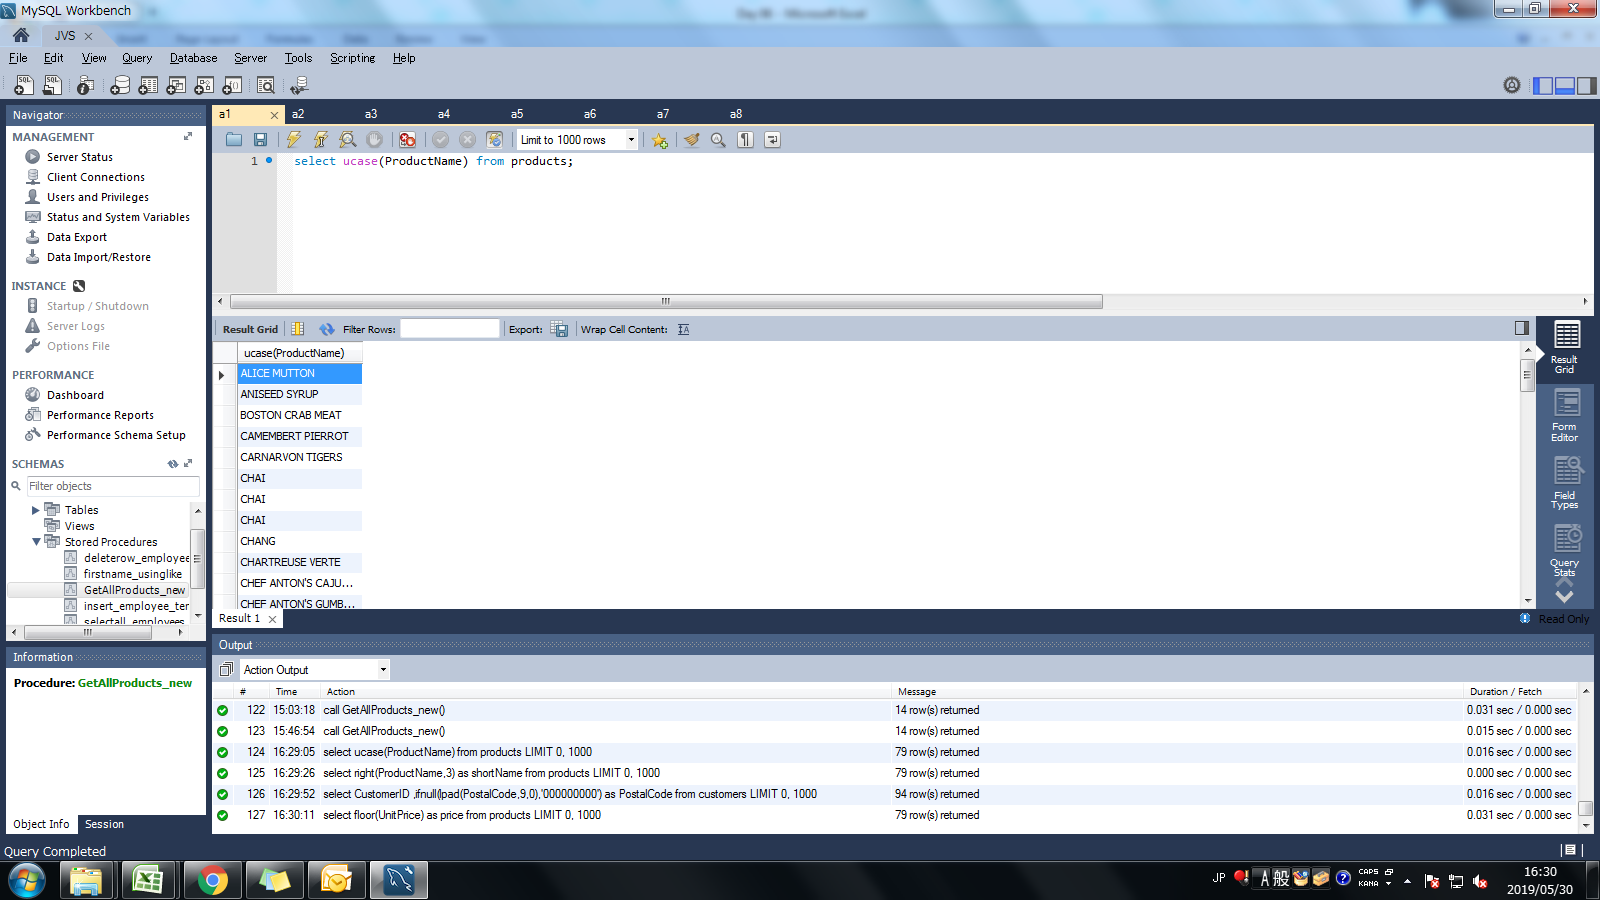 MySQL Workbench
JVS
File Edit View Query Database Server Tools Scripting Help
Navigator
MANAGEMENT
Server Status
Client Connections
Users and Privileges
Status and System Variables
Data Export
Data Import/Restore
INSTANCE
Startup / Shutdown
Server Logs
Options File
PERFORMANCE
Dashboard
Performance Reports
Performance Schema Setup
SCHEMAS
Filter objects
Tables
Views
Stored Procedures
deleterow_employee
firstname_usinglike
GetAllProducts_new
insert_employee_ter
selectall_employees
Information
Procedure: GetAllProducts_new
Object Info Session
a1 a2 a3 a4 a5 a6 a7 a8
Limit to 1000 rows
1 select ucase(ProductName) from products;
Result Grid Filter Rows: Export: Wrap Cell Content:
ucase(ProductName)
ALICE MUTTON
ANISEED SYRUP
BOSTON CRAB MEAT
CAMEMBERT PIERROT
CARNARVON TIGERS
CHAI
CHAI
CHAI
CHANG
CHARTREUSE VERTE
CHEF ANTON'S CAJU...
CHEF ANTON'S GUMB...
Result Grid
Form Editor
Field Types
Query Stats
Result 1
Read Only
Output
Action Output
# Time Action Message Duration / Fetch
122 15:03:18 call GetAllProducts_new() 14 row(s) returned 0.031 sec / 0.000 sec
123 15:46:54 call GetAllProducts_new() 14 row(s) returned 0.015 sec / 0.000 sec
124 16:29:05 select ucase(ProductName) from products LIMIT 0, 1000 79 row(s) returned 0.016 sec / 0.000 sec
125 16:29:26 select right(ProductName,3) as shortName from products LIMIT 0, 1000 79 row(s) returned 0.000 sec / 0.000 sec
126 16:29:52 select CustomerID ,ifnull(lpad(PostalCode,9,0),'000000000') as PostalCode from customers LIMIT 0, 1000 94 row(s) returned 0.016 sec / 0.000 sec
127 16:30:11 select floor(UnitPrice) as price from products LIMIT 0, 1000 79 row(s) returned 0.031 sec / 0.000 sec
Query Completed
JP A 般 CAPS KANA 16:30
2019/05/30